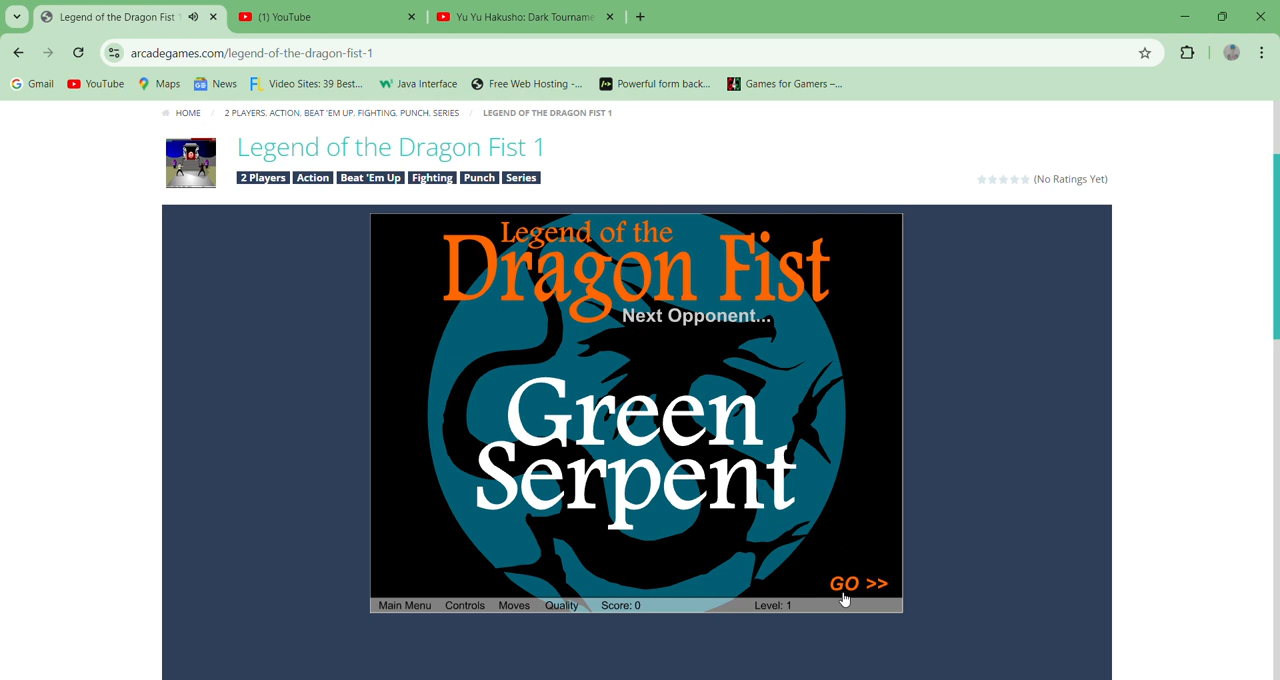 Legend of the Dragon Fist 1
(1) YouTube
Yu Yu Hakusho: Dark Tourname
arcadegames.com/legend-of-the-dragon-fist-1
Gmail YouTube Maps News Video Sites: 39 Best... Java Interface Free Web Hosting -... Powerful form back... Games for Gamers –...
HOME / 2 PLAYERS, ACTION, BEAT 'EM UP, FIGHTING, PUNCH, SERIES / LEGEND OF THE DRAGON FIST 1
Legend of the Dragon Fist 1
2 Players Action Beat 'Em Up Fighting Punch Series
(No Ratings Yet)
Legend of the
Dragon Fist
Next Opponent...
Green
Serpent
GO >>
Main Menu Controls Moves Quality Score: 0 Level: 1